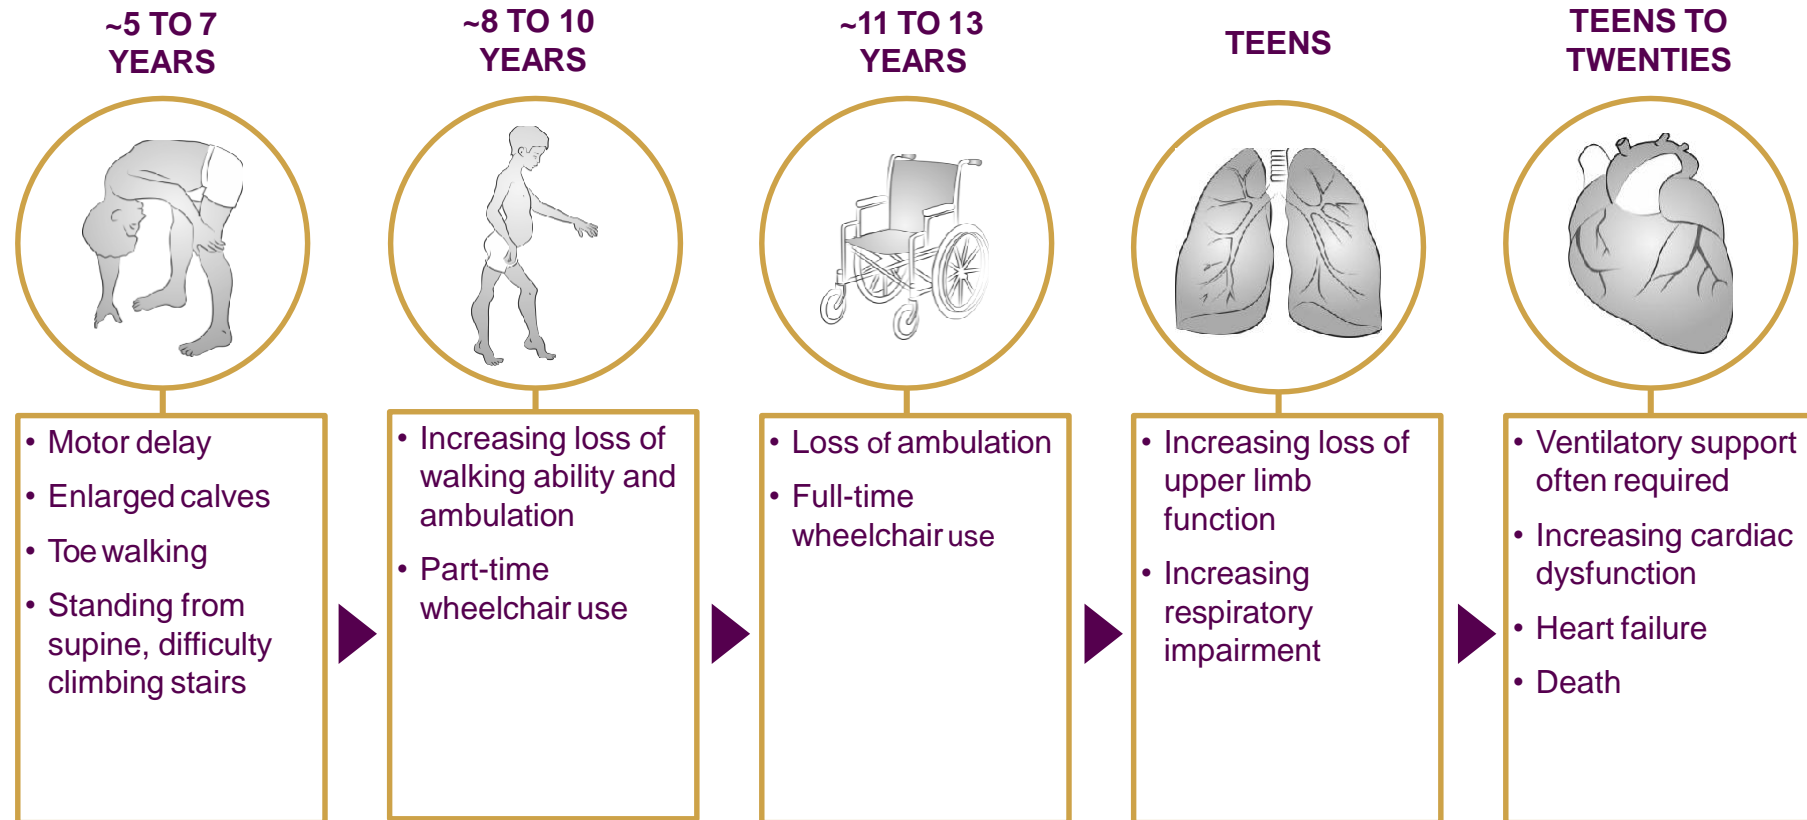 ~5 TO 7
YEARS
• Motor delay
• Enlarged calves
• Toe walking
• Standing from
supine, difficulty
climbing stairs
~8 TO 10
YEARS
• Increasing loss of
walking ability and
ambulation
• Part-time
wheelchair use
~11 TO 13
YEARS
• Loss of ambulation
• Full-time
wheelchair use
TEENS
• Increasing loss of
upper limb
function
• Increasing
respiratory
impairment
TEENS TO
TWENTIES
• Ventilatory support
often required
• Increasing cardiac
dysfunction
• Heart failure
• Death